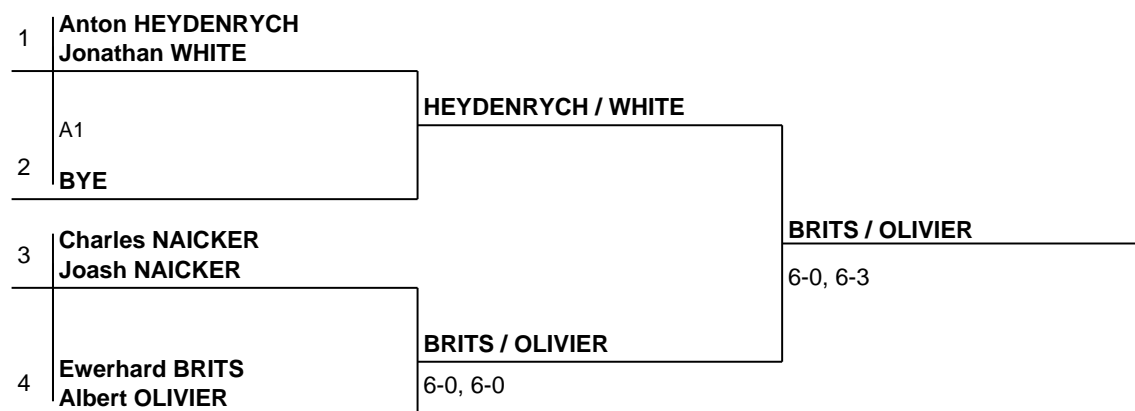 1
Anton HEYDENRYCH
Jonathan WHITE
HEYDENRYCH / WHITE
A1
2
BYE
BRITS / OLIVIER
6-0, 6-3
3
Charles NAICKER
Joash NAICKER
BRITS / OLIVIER
6-0, 6-0
4
Ewerhard BRITS
Albert OLIVIER